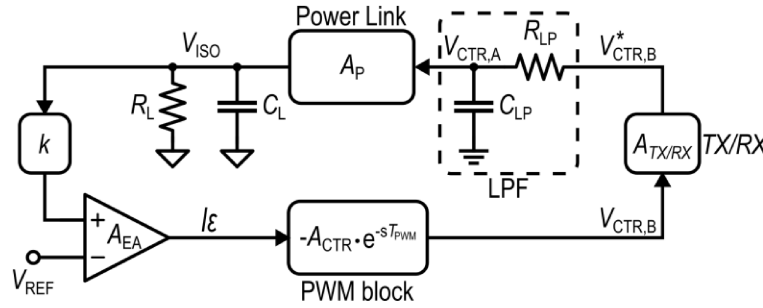 Power Link
R_LP
V_ISO
A_P
V_CTR,A
V*_CTR,B
R_L
C_L
C_LP
k
A_TX/RX TX/RX
LPF
+
A_EA
−
Iε
-A_CTR·e^-sT_PWM
V_CTR,B
V_REF
PWM block